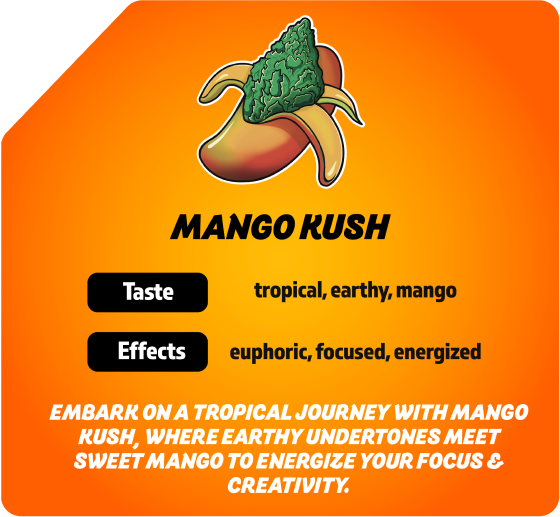 MANGO KUSH
Taste tropical, earthy, mango
Effects euphoric, focused, energized
EMBARK ON A TROPICAL JOURNEY WITH MANGO
KUSH, WHERE EARTHY UNDERTONES MEET
SWEET MANGO TO ENERGIZE YOUR FOCUS &
CREATIVITY.